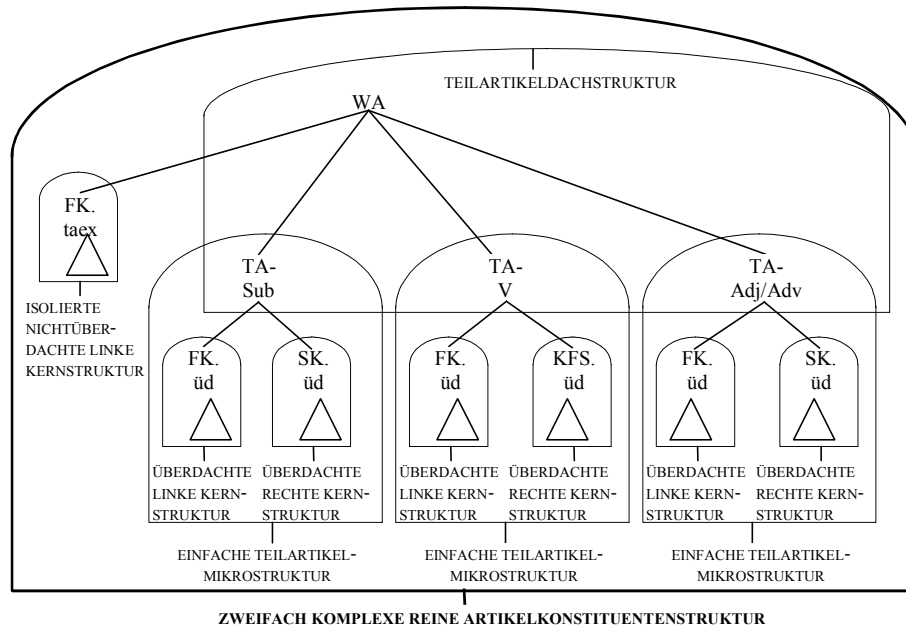 TEILARTIKELDACHSTRUKTUR
WA
FK.
taex
TA-
Sub
TA-
V
TA-
Adj/Adv
ISOLIERTE
NICHTÜBER-
DACHTE LINKE
KERNSTRUKTUR
FK.
üd
SK.
üd
FK.
üd
KFS.
üd
FK.
üd
SK.
üd
ÜBERDACHTE
LINKE KERN-
STRUKTUR
ÜBERDACHTE
RECHTE KERN-
STRUKTUR
ÜBERDACHTE
LINKE KERN-
STRUKTUR
ÜBERDACHTE
RECHTE KERN-
STRUKTUR
ÜBERDACHTE
LINKE KERN-
STRUKTUR
ÜBERDACHTE
RECHTE KERN-
STRUKTUR
EINFACHE TEILARTIKEL-
MIKROSTRUKTUR
EINFACHE TEILARTIKEL-
MIKROSTRUKTUR
EINFACHE TEILARTIKEL-
MIKROSTRUKTUR
ZWEIFACH KOMPLEXE REINE ARTIKELKONSTITUENTENSTRUKTUR